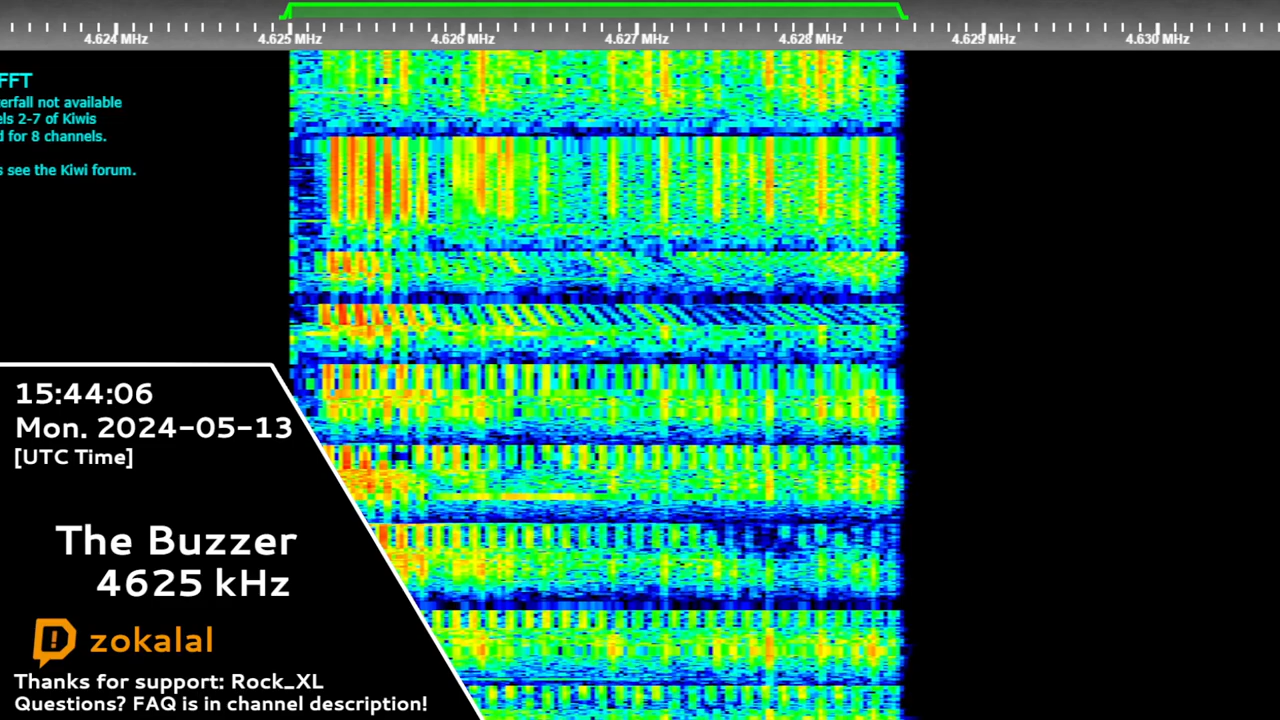 4.624 MHz 4.625 MHz 4.626 MHz 4.627 MHz 4.628 MHz 4.629 MHz 4.630 MHz
FFT
erfall not available
els 2-7 of Kiwis
d for 8 channels.
s see the Kiwi forum.
15:44:06
Mon. 2024-05-13
[UTC Time]
The Buzzer
4625 kHz
zokalal
Thanks for support: Rock_XL
Questions? FAQ is in channel description!